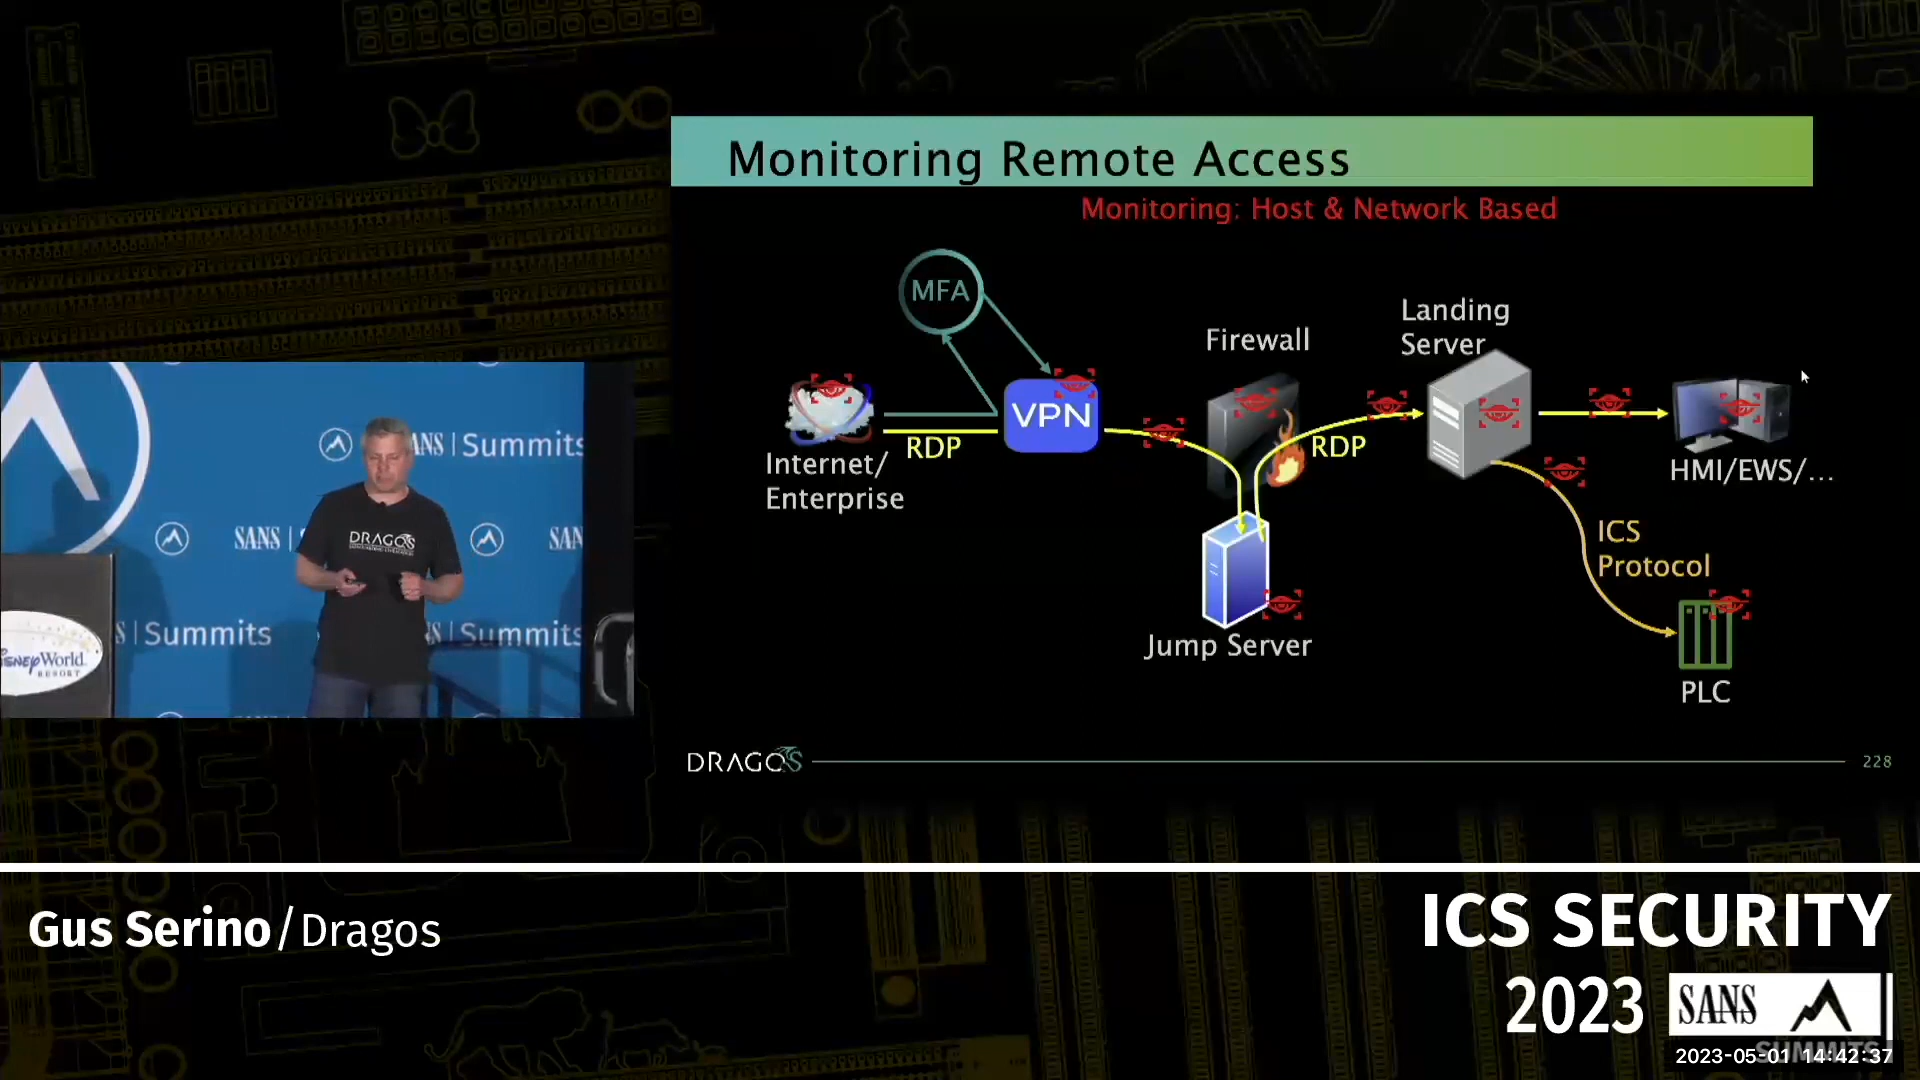 Monitoring Remote Access
Monitoring: Host & Network Based
MFA
Firewall
Landing
Server
VPN
RDP
RDP
Internet/
Enterprise
HMI/EWS/...
ICS
Protocol
Jump Server
PLC
DRAGOS
228
SANS | Summits
DRAGOS
SANS
SANS
Summits
Summits
Disney World
RESORT
Gus Serino/Dragos
ICS SECURITY
2023
SANS
SUMMITS
2023-05-01 14:42:37